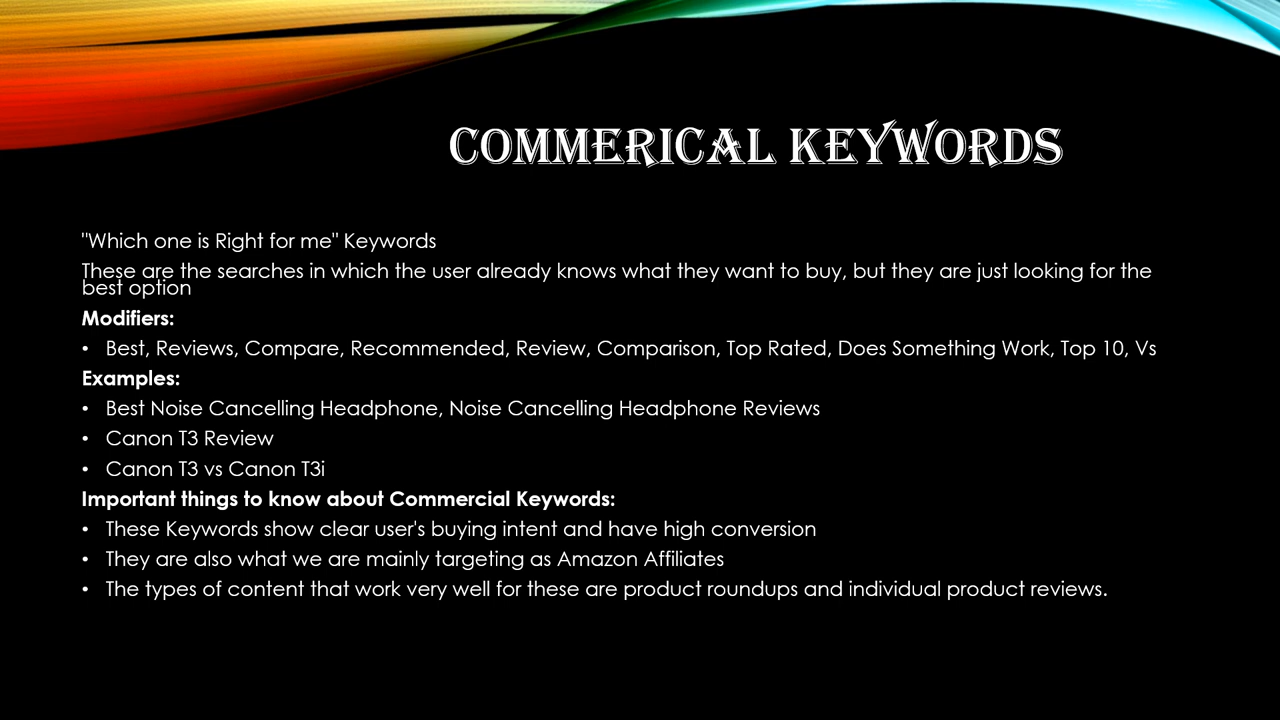 COMMERICAL KEYWORDS
"Which one is Right for me" Keywords
These are the searches in which the user already knows what they want to buy, but they are just looking for the
best option
Modifiers:
• Best, Reviews, Compare, Recommended, Review, Comparison, Top Rated, Does Something Work, Top 10, Vs
Examples:
• Best Noise Cancelling Headphone, Noise Cancelling Headphone Reviews
• Canon T3 Review
• Canon T3 vs Canon T3i
Important things to know about Commercial Keywords:
• These Keywords show clear user's buying intent and have high conversion
• They are also what we are mainly targeting as Amazon Affiliates
• The types of content that work very well for these are product roundups and individual product reviews.